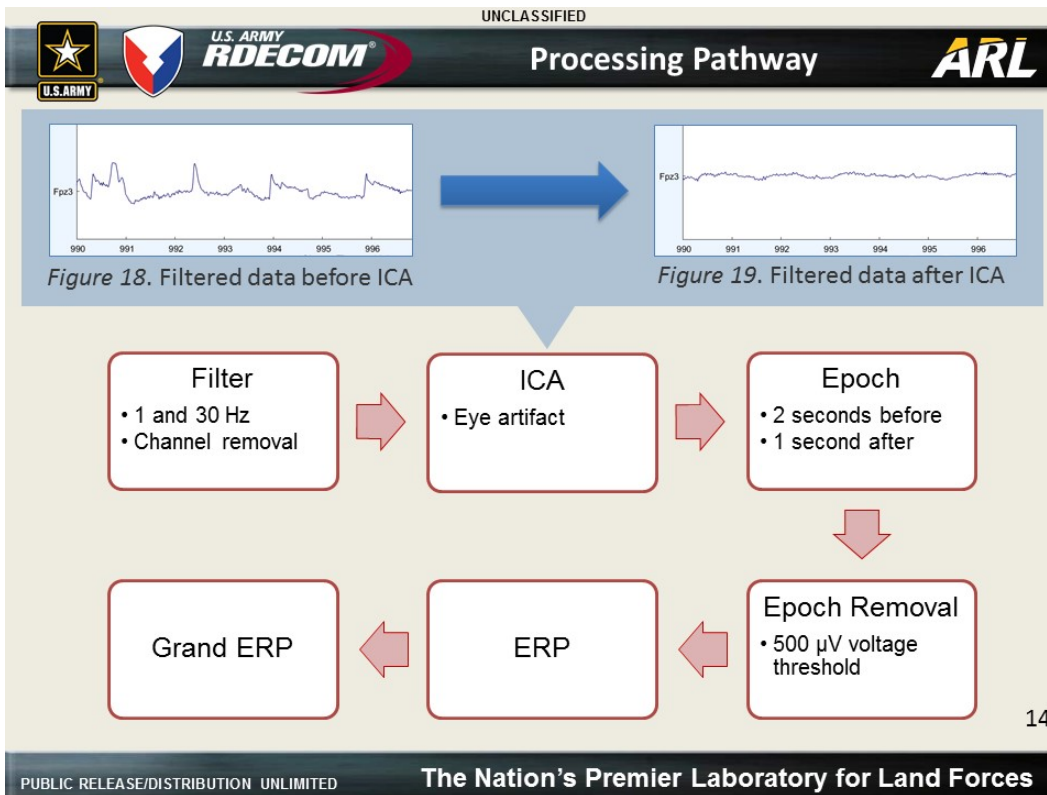 UNCLASSIFIED
U.S.ARMY
U.S. ARMY
RDECOM®
Processing Pathway
ARL
Fpz3
990 991 992 993 994 995 996
Figure 18. Filtered data before ICA
Fpz3
990 991 992 993 994 995 996
Figure 19. Filtered data after ICA
Filter
• 1 and 30 Hz
• Channel removal
ICA
• Eye artifact
Epoch
• 2 seconds before
• 1 second after
Epoch Removal
• 500 µV voltage
threshold
ERP
Grand ERP
14
PUBLIC RELEASE/DISTRIBUTION UNLIMITED
The Nation's Premier Laboratory for Land Forces